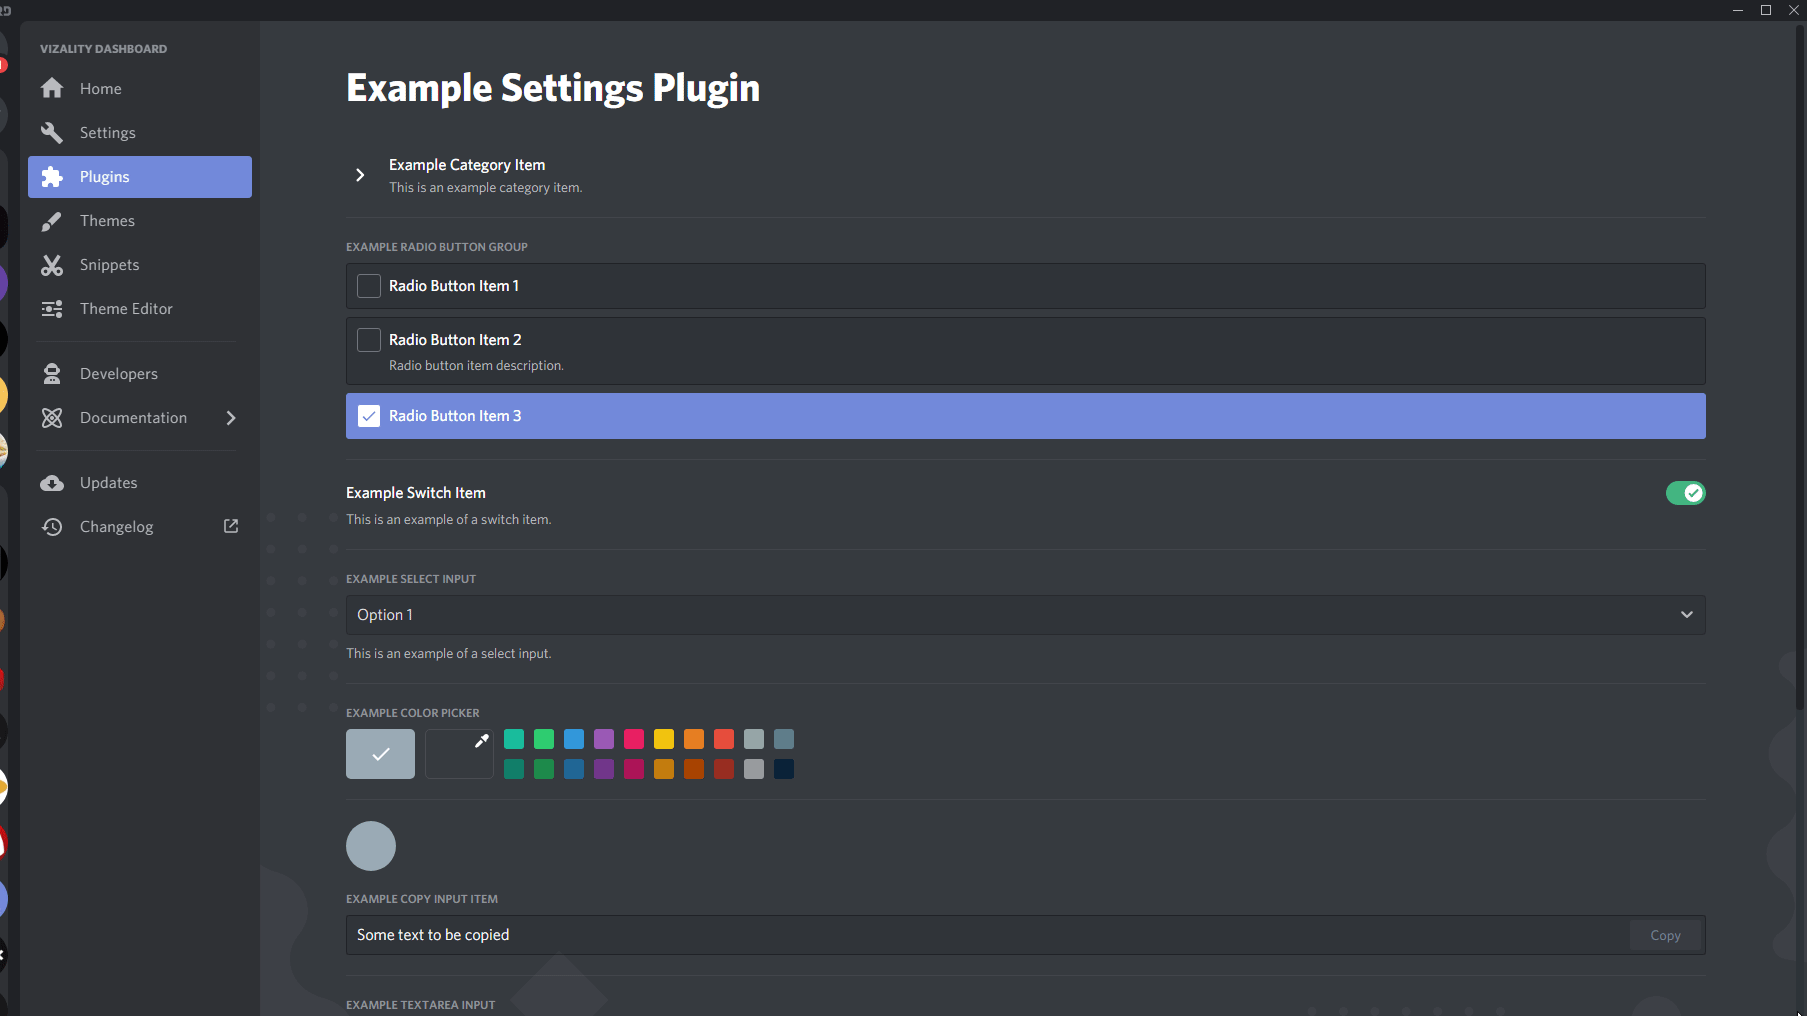 VIZALITY DASHBOARD
Home
Settings
Plugins
Themes
Snippets
Theme Editor
Developers
Documentation
Updates
Changelog
Example Settings Plugin
Example Category Item
This is an example category item.
EXAMPLE RADIO BUTTON GROUP
Radio Button Item 1
Radio Button Item 2
Radio button item description.
Radio Button Item 3
Example Switch Item
This is an example of a switch item.
EXAMPLE SELECT INPUT
Option 1
This is an example of a select input.
EXAMPLE COLOR PICKER
EXAMPLE COPY INPUT ITEM
Some text to be copied
Copy
EXAMPLE TEXTAREA INPUT